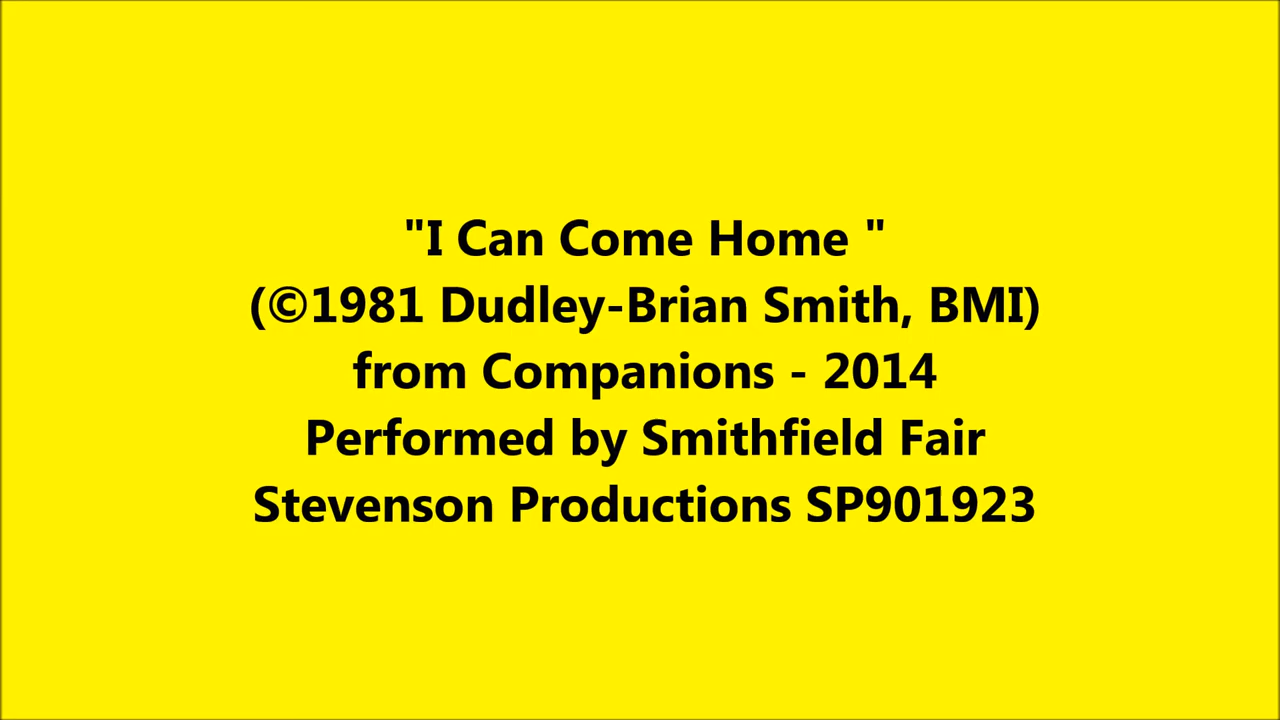 "I Can Come Home "
(©1981 Dudley-Brian Smith, BMI)
from Companions - 2014
Performed by Smithfield Fair
Stevenson Productions SP901923